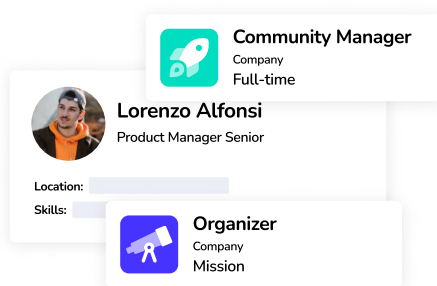 Community Manager
Company
Full-time
Lorenzo Alfonsi
Product Manager Senior
Location:
Skills:
Organizer
Company
Mission